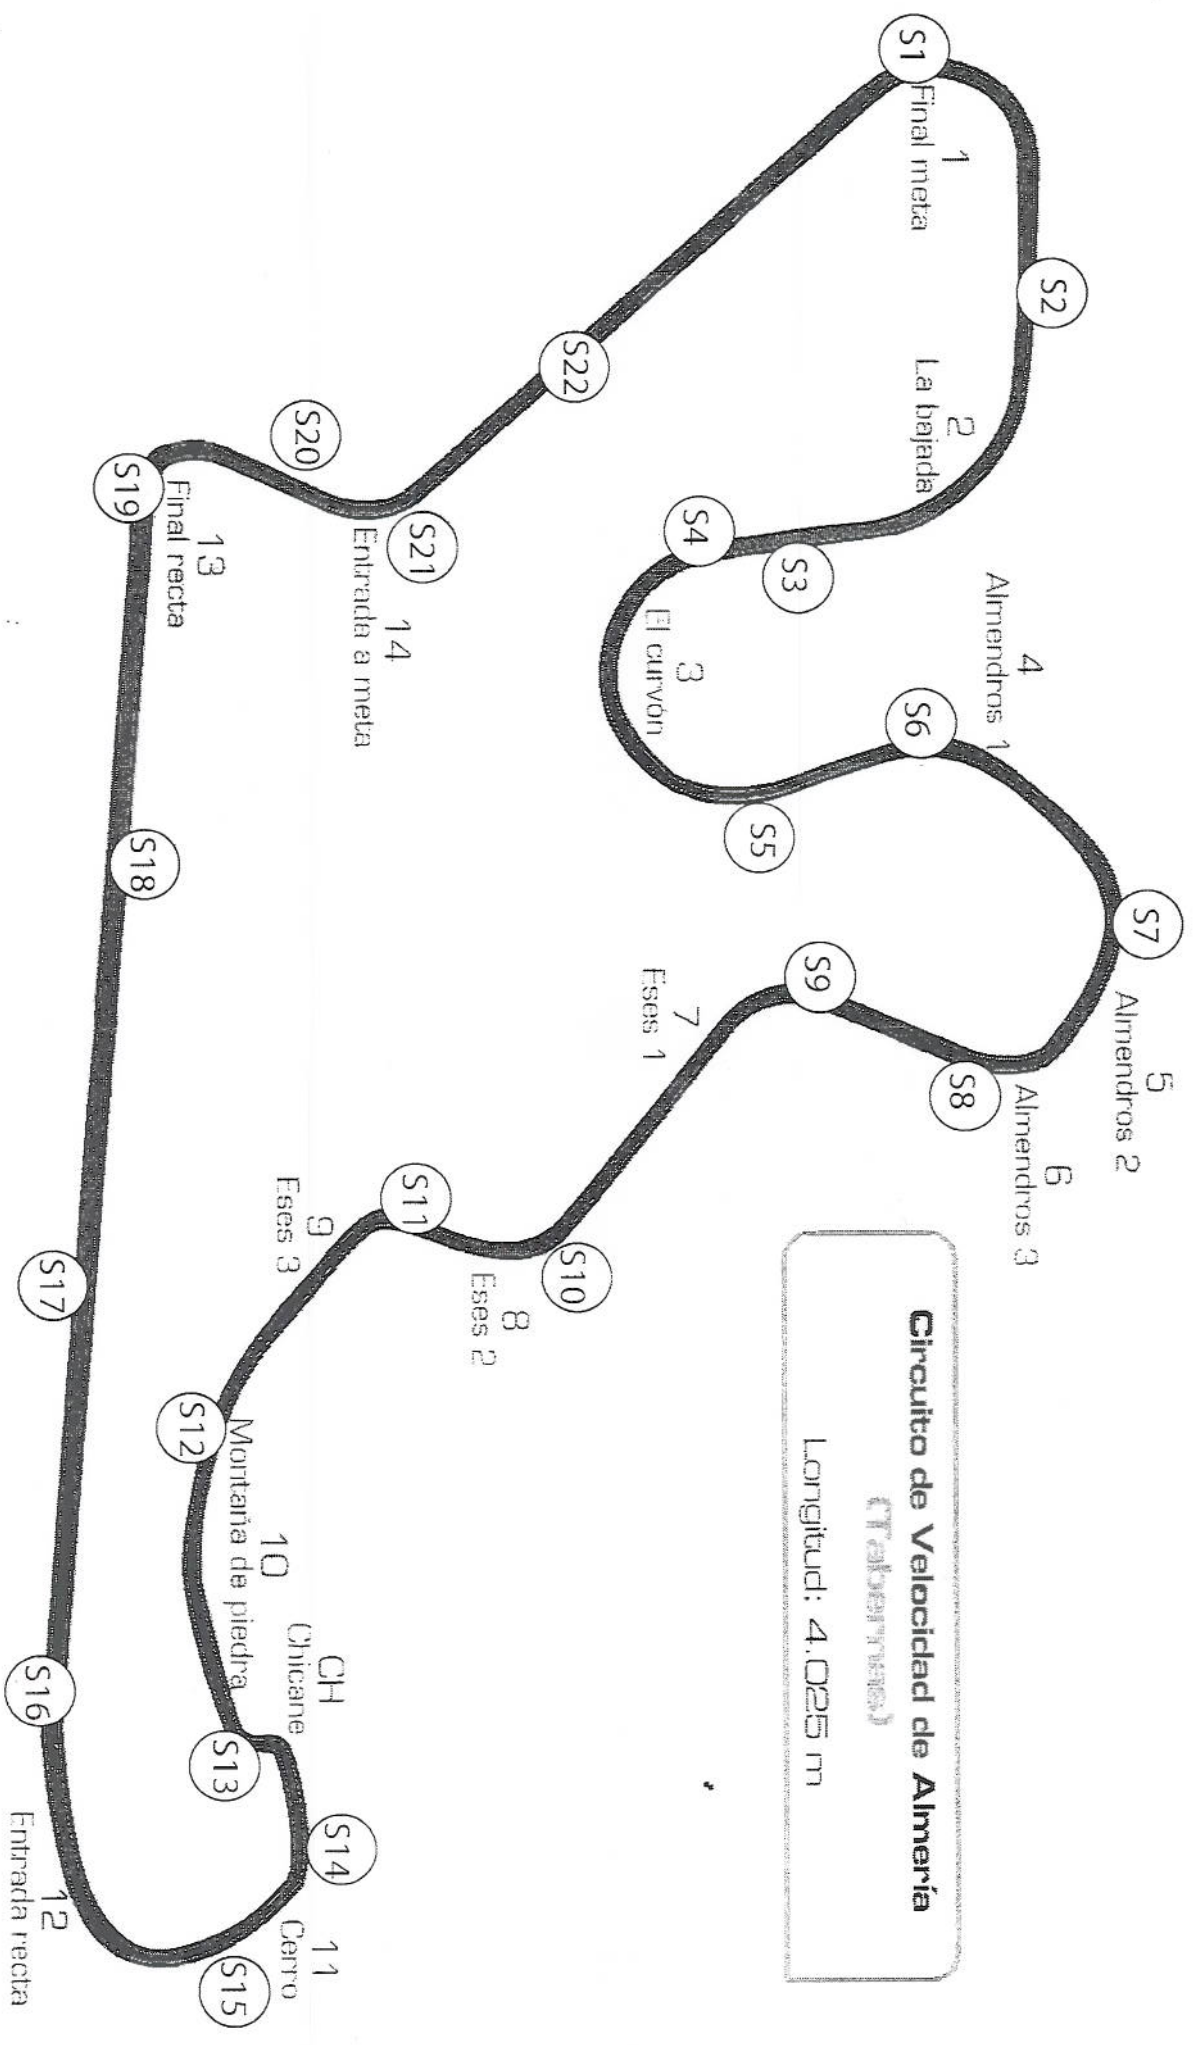 Circuito de Velocidad de Almería
(Tabernas)
Longitud: 4.025 m
S1
1
Final meta
S2
2
La bajada
S3
S4
3
El curvón
S5
S6
4
Almendros 1
S7
5
Almendros 2
6
Almendros 3
S8
S9
7
Eses 1
S10
8
Eses 2
S11
9
Eses 3
S12
10
Montaña de piedra
S13
CH
Chicane
S14
11
Cerro
S15
12
Entrada recta
S16
S17
S18
S19
13
Final recta
S20
14
Entrada a meta
S21
S22